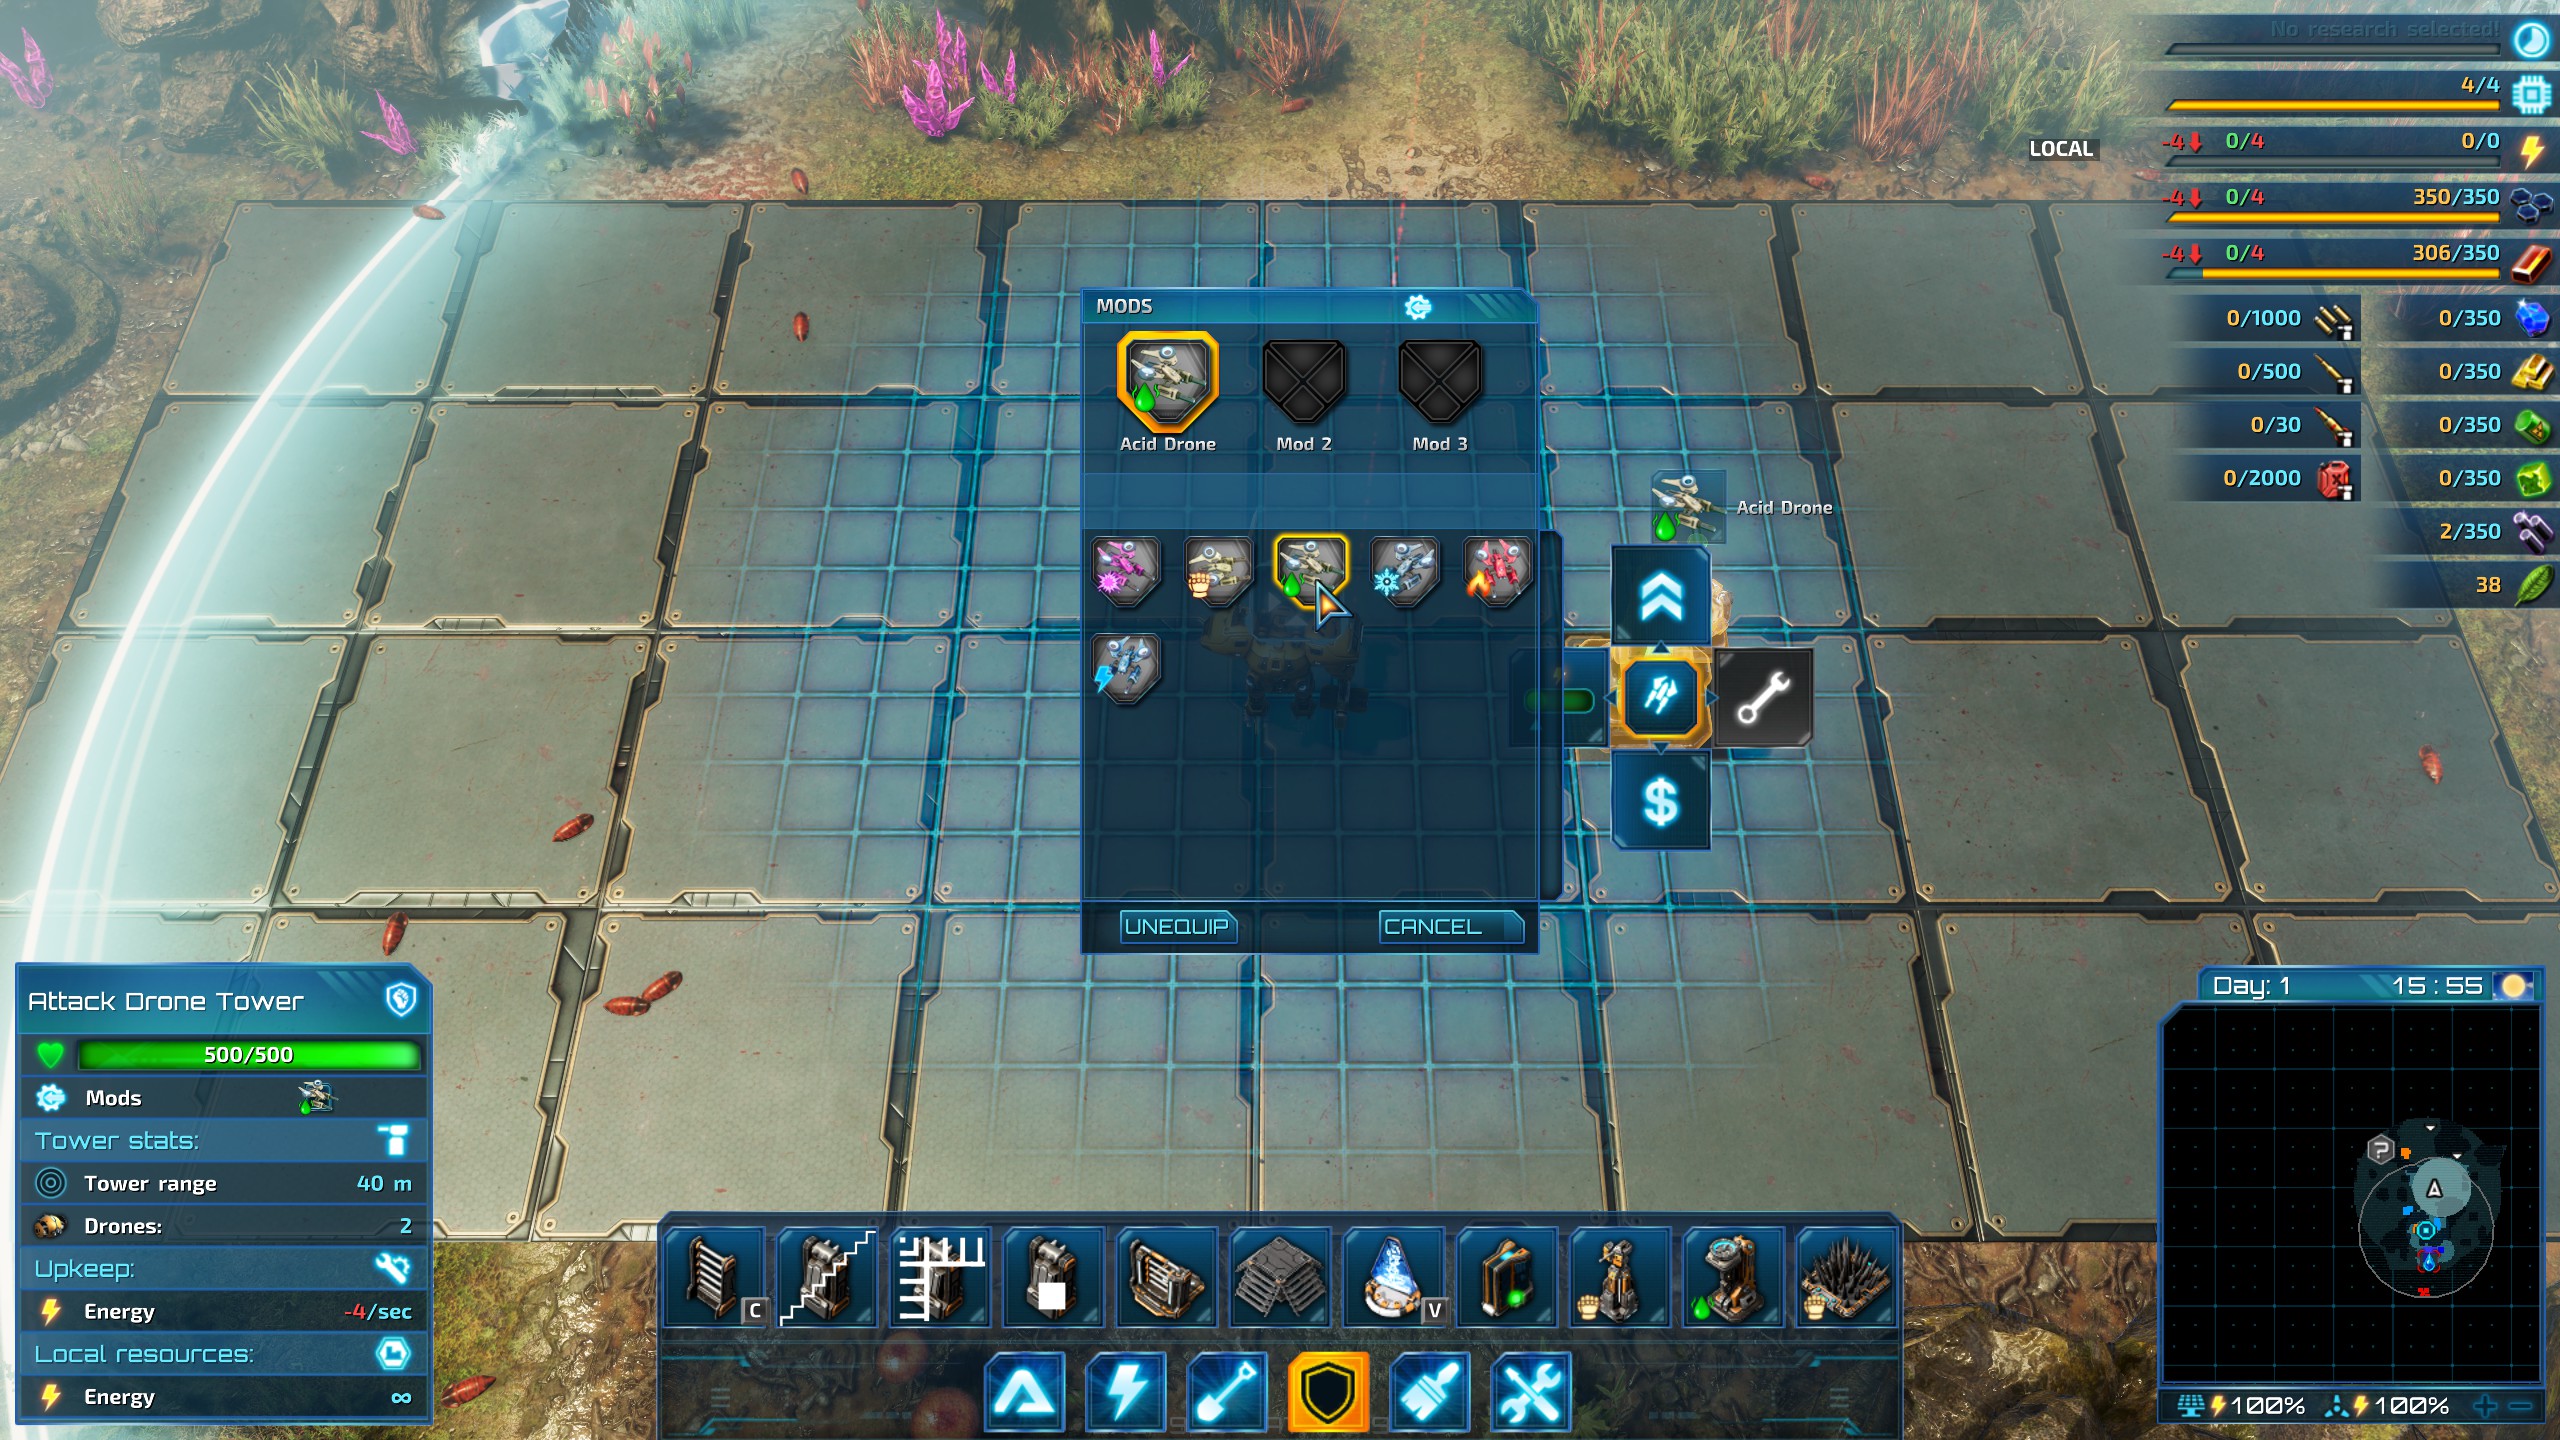 No research selected!
4/4
LOCAL
-4 0/4 0/0
-4 0/4 350/350
-4 0/4 306/350
0/1000 0/350
0/500 0/350
0/30 0/350
0/2000 0/350
2/350
38
MODS
Acid Drone
Mod 2
Mod 3
Acid Drone
UNEQUIP
CANCEL
$
Attack Drone Tower
500/500
Mods
Tower stats:
Tower range 40 m
Drones: 2
Upkeep:
Energy -4/sec
Local resources:
Energy ∞
C
V
Day: 1 15:55
?
A
100% 100%